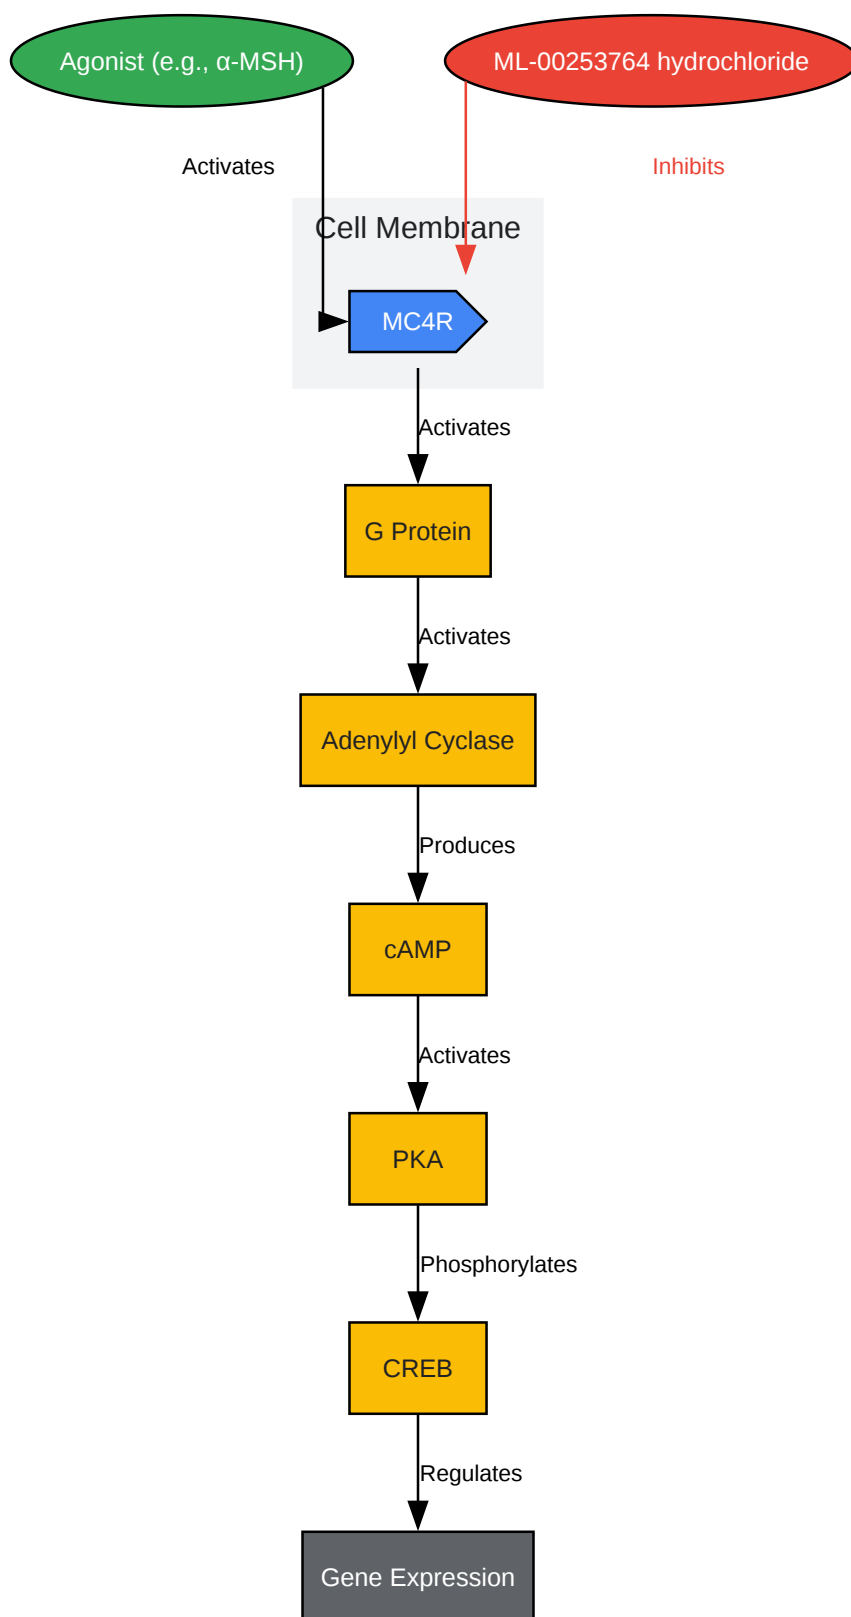 Agonist (e.g., α-MSH)
ML-00253764 hydrochloride
Activates
Inhibits
Cell Membrane
MC4R
Activates
G Protein
Activates
Adenylyl Cyclase
Produces
cAMP
Activates
PKA
Phosphorylates
CREB
Regulates
Gene Expression